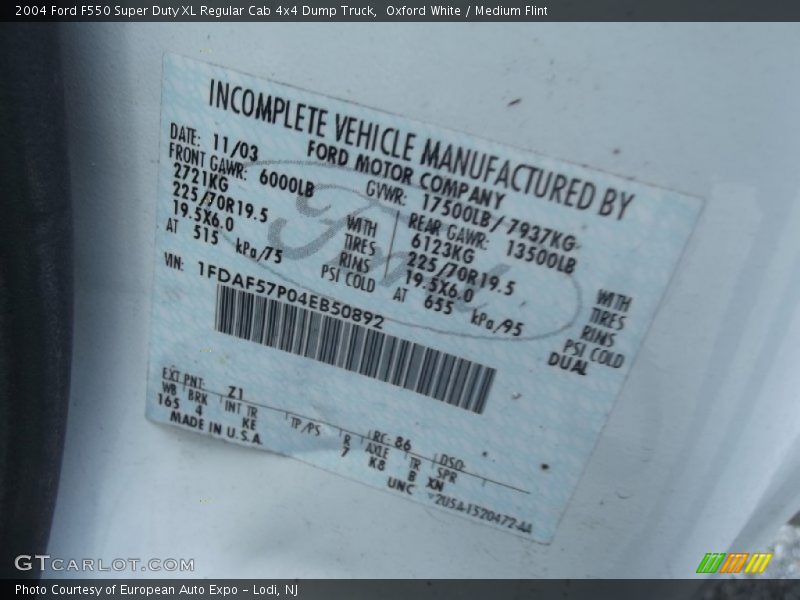 2004 Ford F550 Super Duty XL Regular Cab 4x4 Dump Truck,  Oxford White / Medium Flint
INCOMPLETE VEHICLE MANUFACTURED BY
FORD MOTOR COMPANY
DATE: 11/03
GVWR: 17500LB/7937KG
FRONT GAWR: 6000LB
REAR GAWR: 13500LB
2721KG
6123KG
225/70R19.5 WITH TIRES
225/70R19.5 WITH TIRES
19.5X6.0 RIMS
19.5X6.0 RIMS
AT 515 kPa/75 PSI COLD
AT 655 kPa/95 PSI COLD
DUAL
VIN: 1FDAF57P04EB50892
Ford
EXT PNT: Z1 RC: 86 DSO:
WB BRK INT TR TP/PS R AXLE TR SPR
165 4 KE 7 K8 B XN
MADE IN U.S.A. UNC
2U5A-1520472-AA
GTCARLOT.COM
Photo Courtesy of European Auto Expo - Lodi, NJ